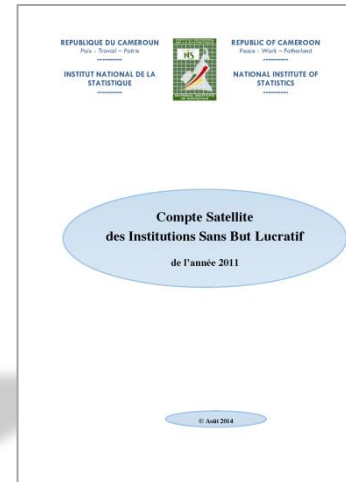 REPUBLIQUE DU CAMEROUN
Paix - Travail – Patrie
----------
INSTITUT NATIONAL DE LA
STATISTIQUE
----------
REPUBLIC OF CAMEROON
Peace - Work – Fatherland
----------
NATIONAL INSTITUTE OF
STATISTICS
----------
INS
Compte Satellite
des Institutions Sans But Lucratif
de l'année 2011
© Août 2014